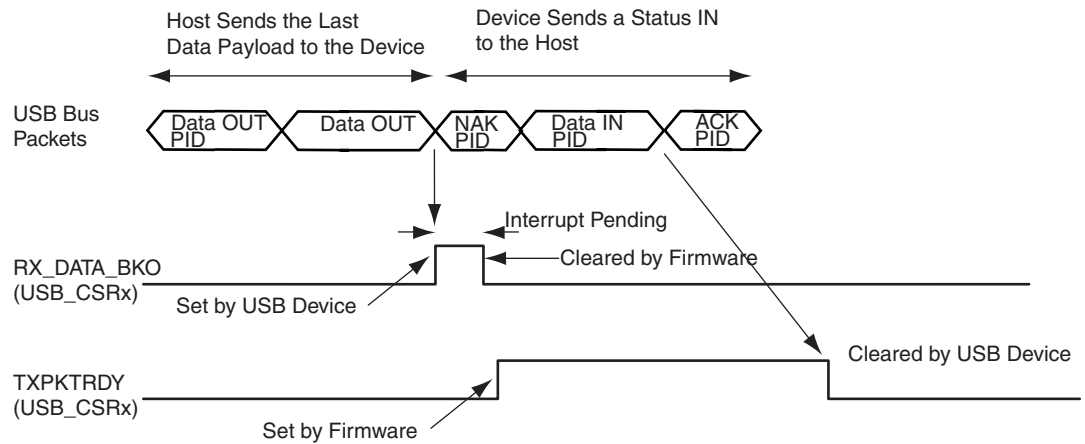 Host Sends the Last
Data Payload to the Device
Device Sends a Status IN
to the Host
USB Bus
Packets
Data OUT
PID
Data OUT
NAK
PID
Data IN
PID
ACK
PID
Interrupt Pending
RX_DATA_BKO
(USB_CSRx)
Cleared by Firmware
Set by USB Device
Cleared by USB Device
TXPKTRDY
(USB_CSRx)
Set by Firmware